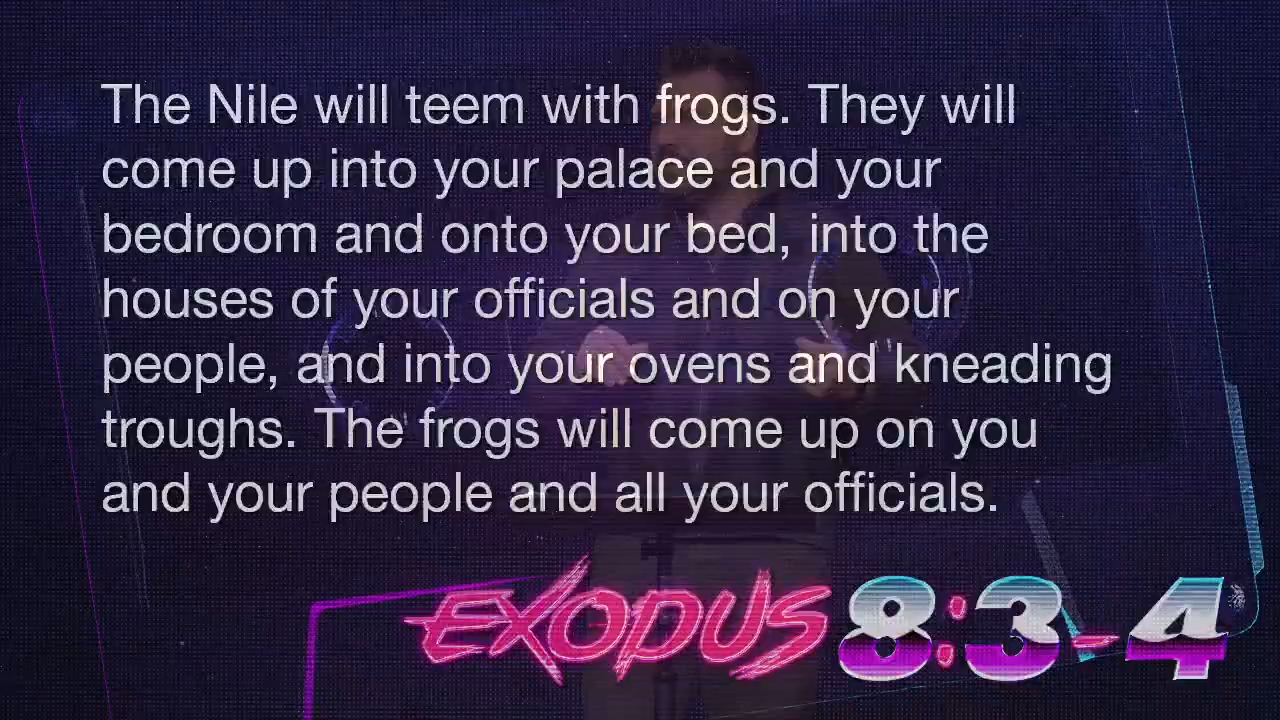 The Nile will teem with frogs. They will
come up into your palace and your
bedroom and onto your bed, into the
houses of your officials and on your
people, and into your ovens and kneading
troughs. The frogs will come up on you
and your people and all your officials.
EXODUS 8:3-4